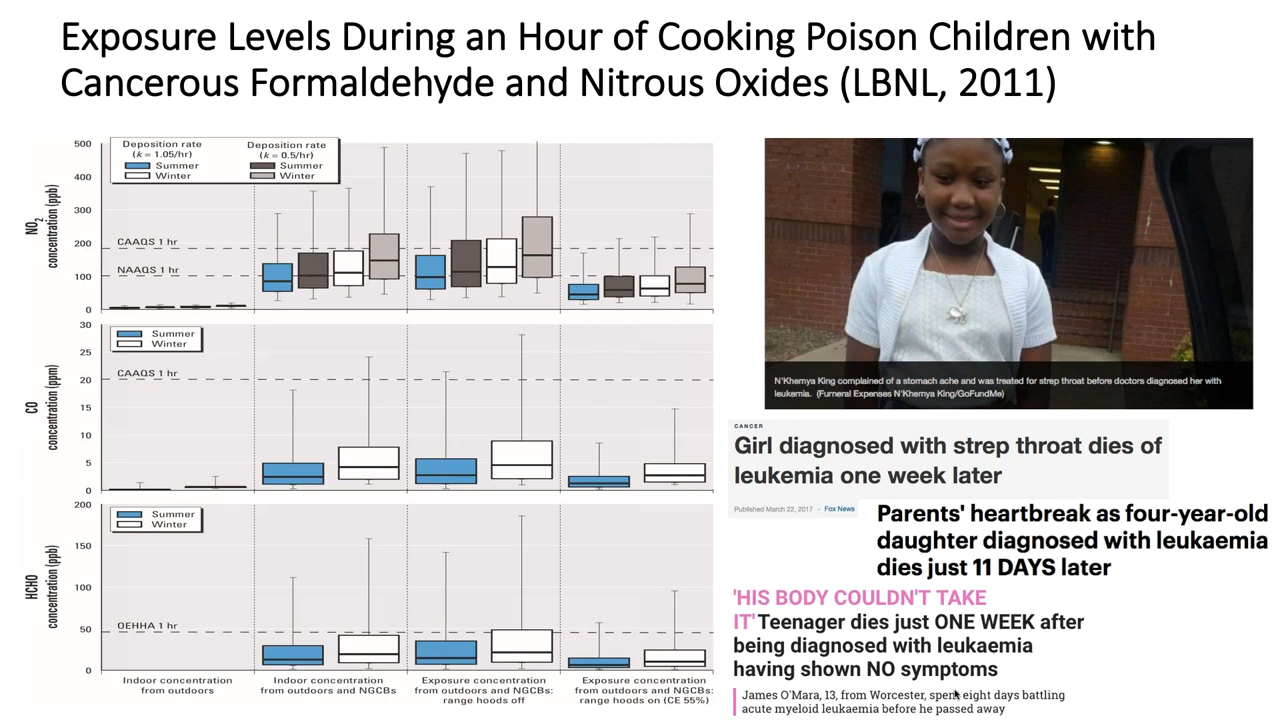 Exposure Levels During an Hour of Cooking Poison Children with
Cancerous Formaldehyde and Nitrous Oxides (LBNL, 2011)
NO2
concentration (ppb)
500
400
300
200
100
0
Deposition rate
(k = 1.05/hr)
Summer
Winter
Deposition rate
(k = 0.5/hr)
Summer
Winter
CAAQS 1 hr
NAAQS 1 hr
CO
concentration (ppm)
30
25
20
15
10
5
0
Summer
Winter
CAAQS 1 hr
HCHO
concentration (ppb)
200
150
100
50
0
Summer
Winter
OEHHA 1 hr
Indoor concentration
from outdoors
Indoor concentration
from outdoors and NGCBs
Exposure concentration
from outdoors and NGCBs:
range hoods off
Exposure concentration
from outdoors and NGCBs:
range hoods on (CE 55%)
N'Khemya King complained of a stomach ache and was treated for strep throat before doctors diagnosed her with
leukemia. (Furneral Expenses N'Khemya King/GoFundMe)
CANCER
Girl diagnosed with strep throat dies of
leukemia one week later
Published March 22, 2017 - Fox News
Parents' heartbreak as four-year-old
daughter diagnosed with leukaemia
dies just 11 DAYS later
'HIS BODY COULDN'T TAKE
IT' Teenager dies just ONE WEEK after
being diagnosed with leukaemia
having shown NO symptoms
James O'Mara, 13, from Worcester, spent eight days battling
acute myeloid leukaemia before he passed away